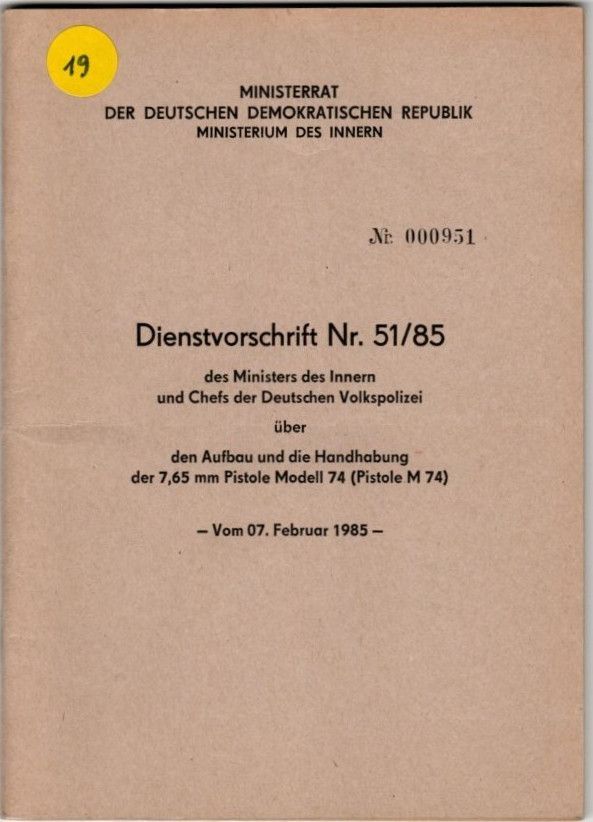 19
MINISTERRAT
DER DEUTSCHEN DEMOKRATISCHEN REPUBLIK
MINISTERIUM DES INNERN
Nr. 000951
Dienstvorschrift Nr. 51/85
des Ministers des Innern
und Chefs der Deutschen Volkspolizei
über
den Aufbau und die Handhabung
der 7,65 mm Pistole Modell 74 (Pistole M 74)
– Vom 07. Februar 1985 –